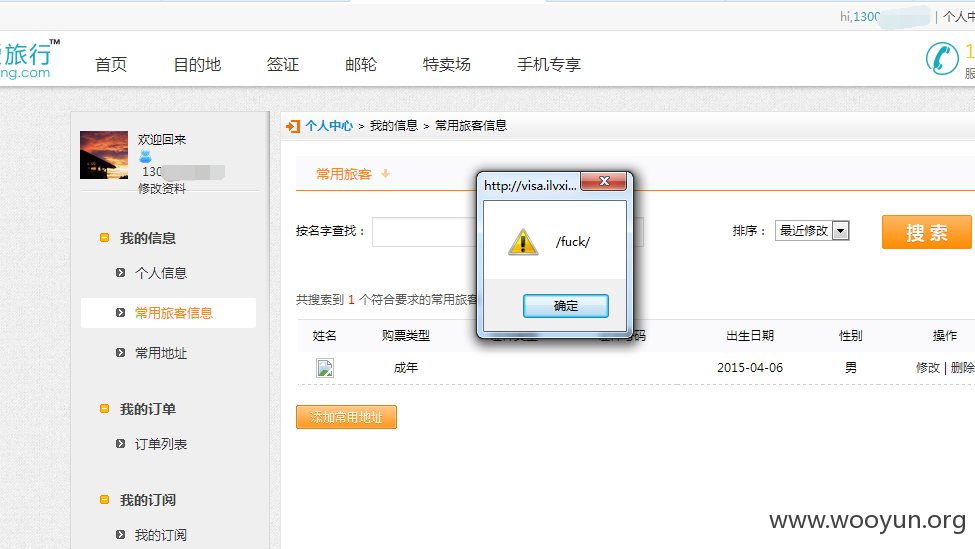 hi,1300 | 个人中
旅行™
ng.com
首页 目的地 签证 邮轮 特卖场 手机专享
1
服
欢迎回来
130
修改资料
个人中心 > 我的信息 > 常用旅客信息
常用旅客
我的信息
个人信息
常用旅客信息
常用地址
我的订单
订单列表
我的订阅
我的订阅
按名字查找：
排序： 最近修改 搜索
共搜索到 1 个符合要求的常用旅客
姓名 购票类型 出生日期 性别 操作
成年 2015-04-06 男 修改 | 删除
添加常用地址
http://visa.ilvxi...
/fuck/
确定
www.wooyun.org